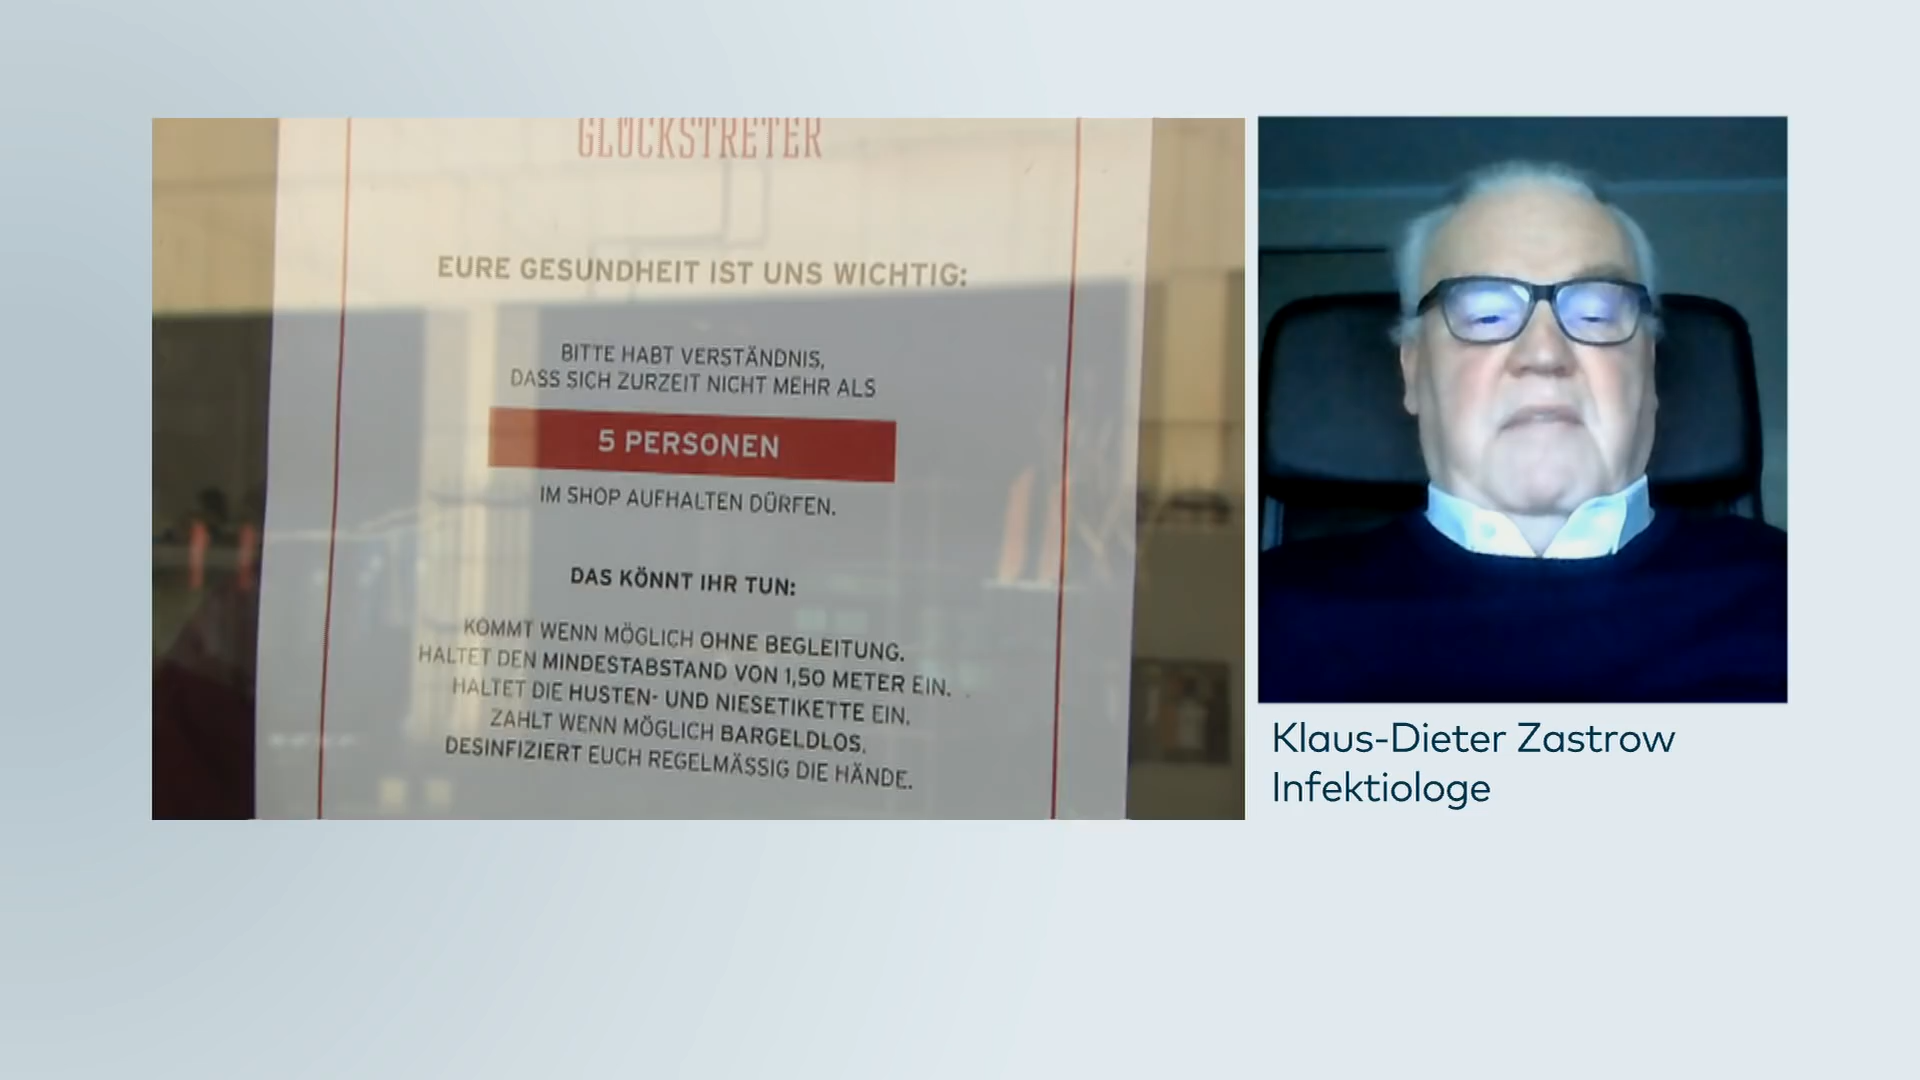 GLÜCKSTRETER
EURE GESUNDHEIT IST UNS WICHTIG:
BITTE HABT VERSTÄNDNIS,
DASS SICH ZURZEIT NICHT MEHR ALS
5 PERSONEN
IM SHOP AUFHALTEN DÜRFEN.
DAS KÖNNT IHR TUN:
KOMMT WENN MÖGLICH OHNE BEGLEITUNG.
HALTET DEN MINDESTABSTAND VON 1,50 METER EIN.
HALTET DIE HUSTEN- UND NIESETIKETTE EIN.
ZAHLT WENN MÖGLICH BARGELDLOS.
DESINFIZIERT EUCH REGELMÄSSIG DIE HÄNDE.
Klaus-Dieter Zastrow
Infektiologe